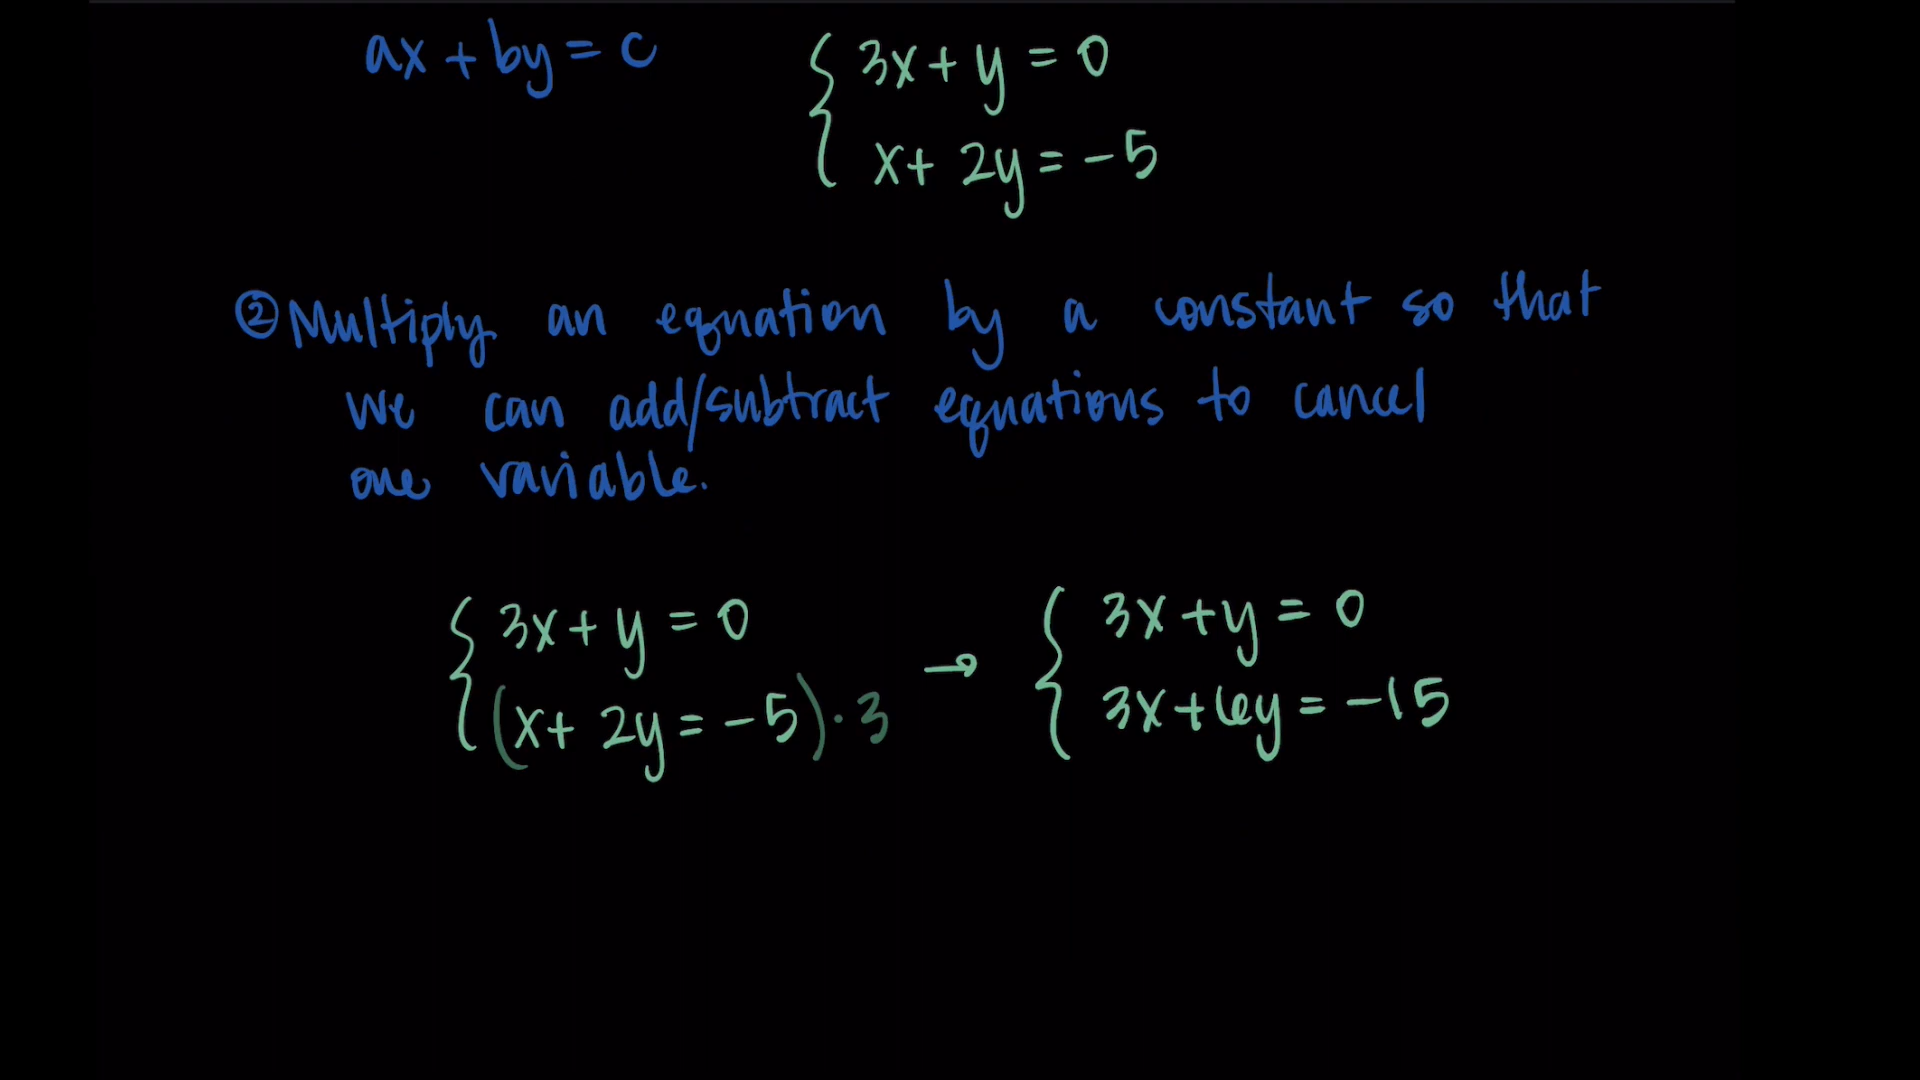 ax + by = c
3x + y = 0
x + 2y = -5
② Multiply an equation by a constant so that
we can add/subtract equations to cancel
one variable.
3x + y = 0
(x + 2y = -5) · 3
→
3x + y = 0
3x + 6y = -15